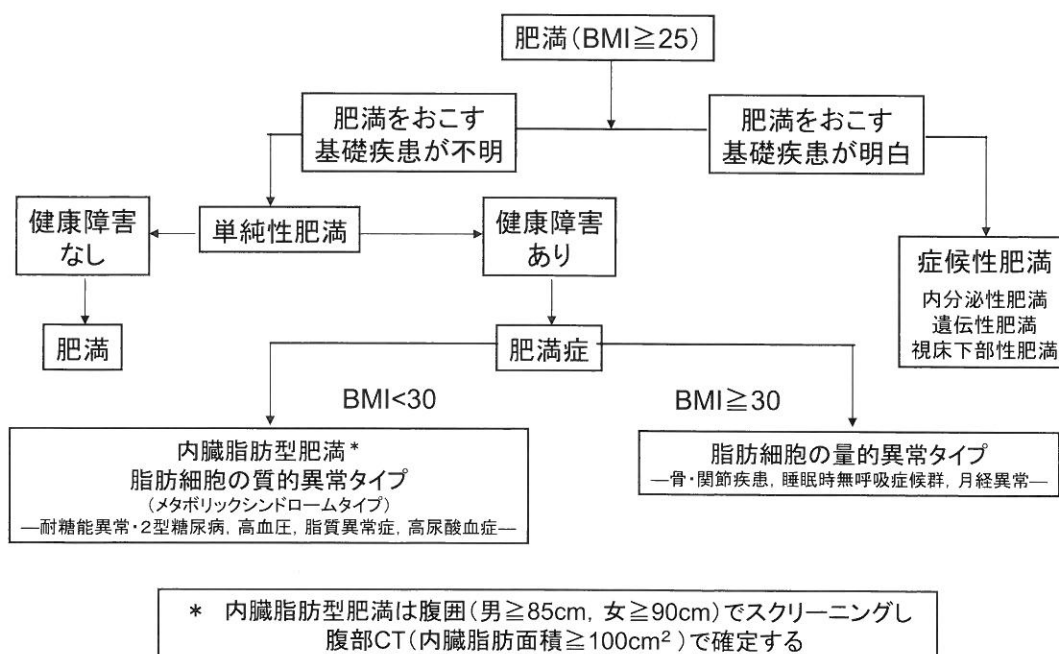 肥満(BMI≧25)
肥満をおこす
基礎疾患が不明
肥満をおこす
基礎疾患が明白
健康障害
なし
単純性肥満
健康障害
あり
症候性肥満
内分泌性肥満
遺伝性肥満
視床下部性肥満
肥満
肥満症
BMI<30
BMI≧30
内臓脂肪型肥満*
脂肪細胞の質的異常タイプ
(メタボリックシンドロームタイプ)
―耐糖能異常・2型糖尿病, 高血圧, 脂質異常症, 高尿酸血症―
脂肪細胞の量的異常タイプ
―骨・関節疾患, 睡眠時無呼吸症候群, 月経異常―
* 内臓脂肪型肥満は腹囲(男≧85cm, 女≧90cm)でスクリーニングし
腹部CT(内臓脂肪面積≧100cm²)で確定する